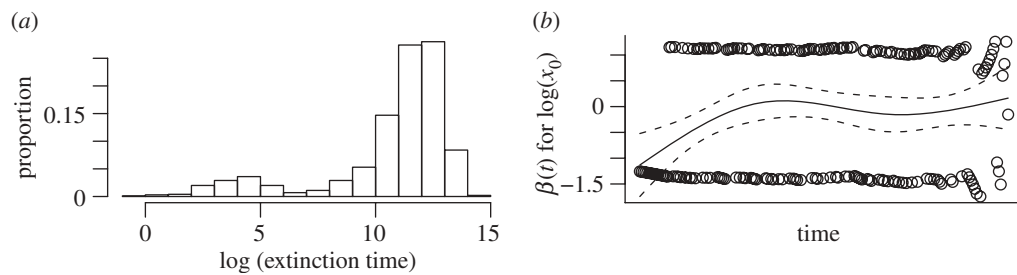 (a)
proportion
0.15
0
0
5
10
15
log (extinction time)
(b)
β(t) for log(x₀)
0
−1.5
time